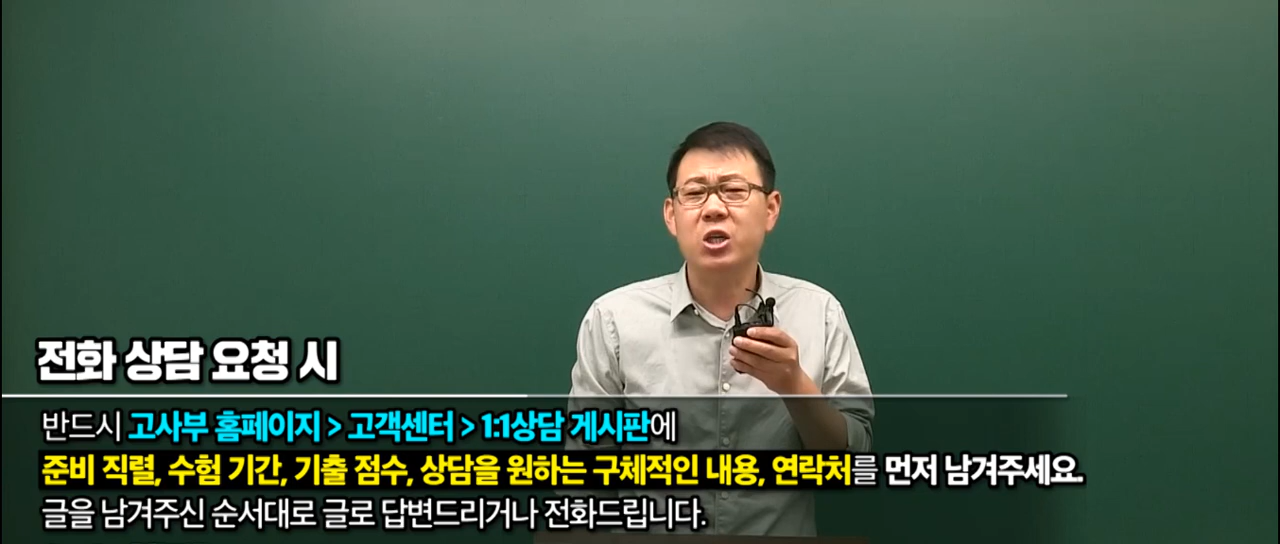 전화 상담 요청 시
반드시 고사부 홈페이지 > 고객센터 > 1:1상담 게시판에
준비 직렬, 수험 기간, 기출 점수, 상담을 원하는 구체적인 내용, 연락처를 먼저 남겨주세요.
글을 남겨주신 순서대로 글로 답변드리거나 전화드립니다.